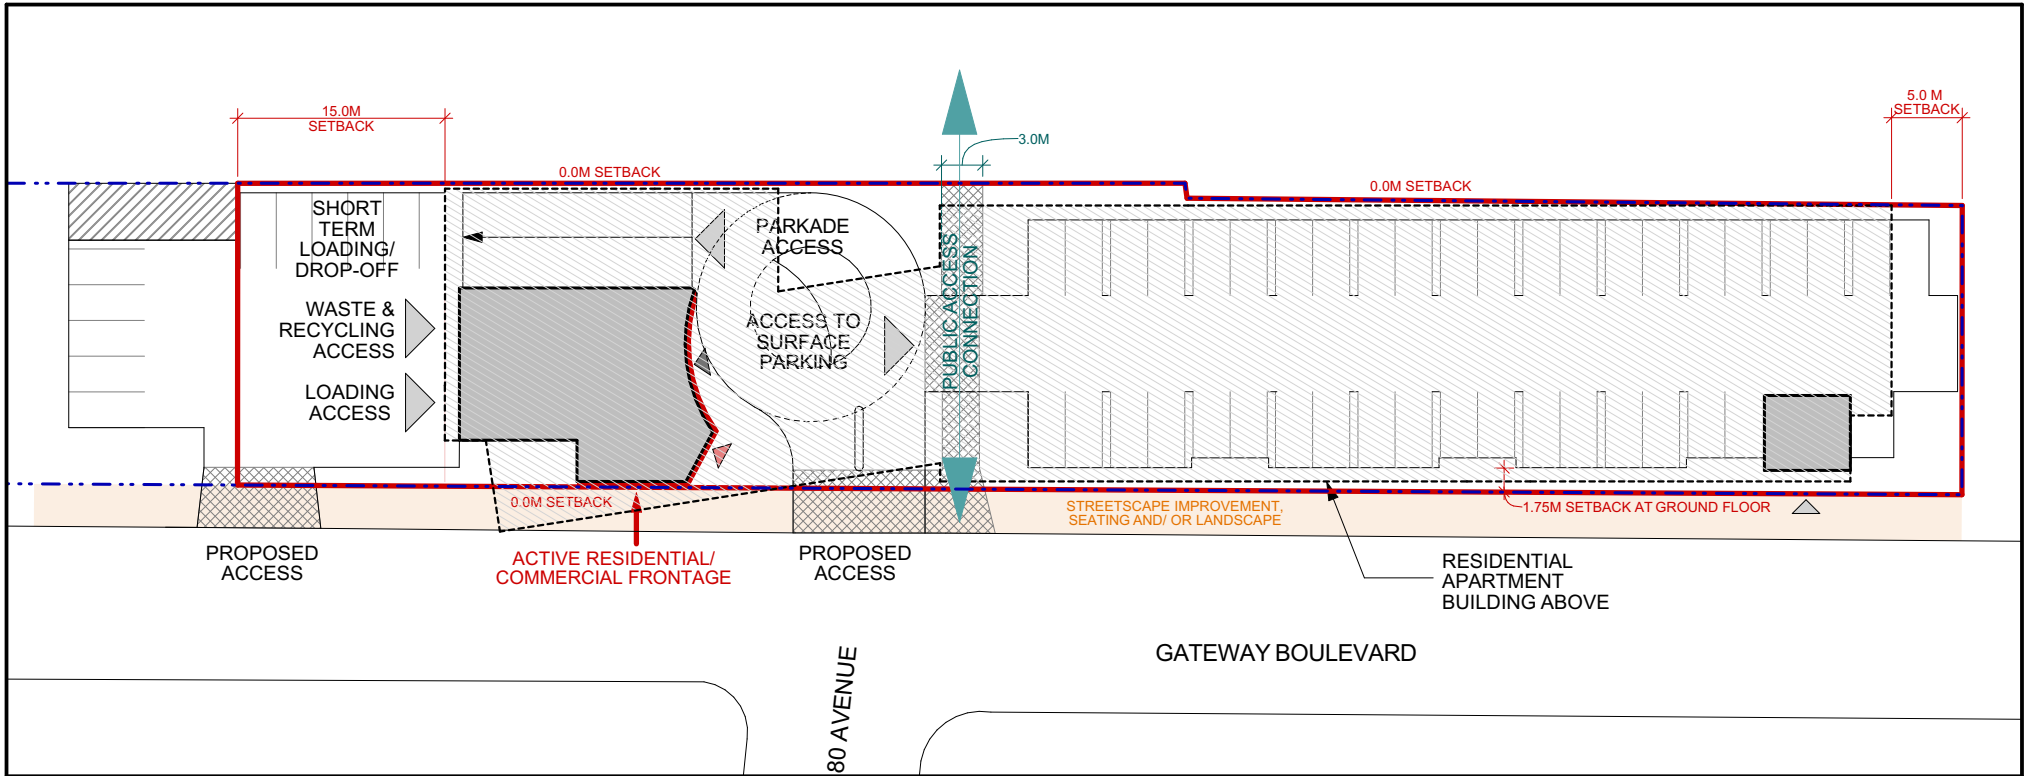 15.0M
SETBACK
5.0 M
SETBACK
3.0M
0.0M SETBACK
0.0M SETBACK
SHORT
TERM
LOADING/
DROP-OFF
PARKADE
ACCESS
WASTE &
RECYCLING
ACCESS
ACCESS TO
SURFACE
PARKING
PUBLIC ACCESS
CONNECTION
LOADING
ACCESS
0.0M SETBACK
STREETSCAPE IMPROVEMENT,
SEATING AND/ OR LANDSCAPE
1.75M SETBACK AT GROUND FLOOR
PROPOSED
ACCESS
ACTIVE RESIDENTIAL/
COMMERCIAL FRONTAGE
PROPOSED
ACCESS
RESIDENTIAL
APARTMENT
BUILDING ABOVE
GATEWAY BOULEVARD
80 AVENUE